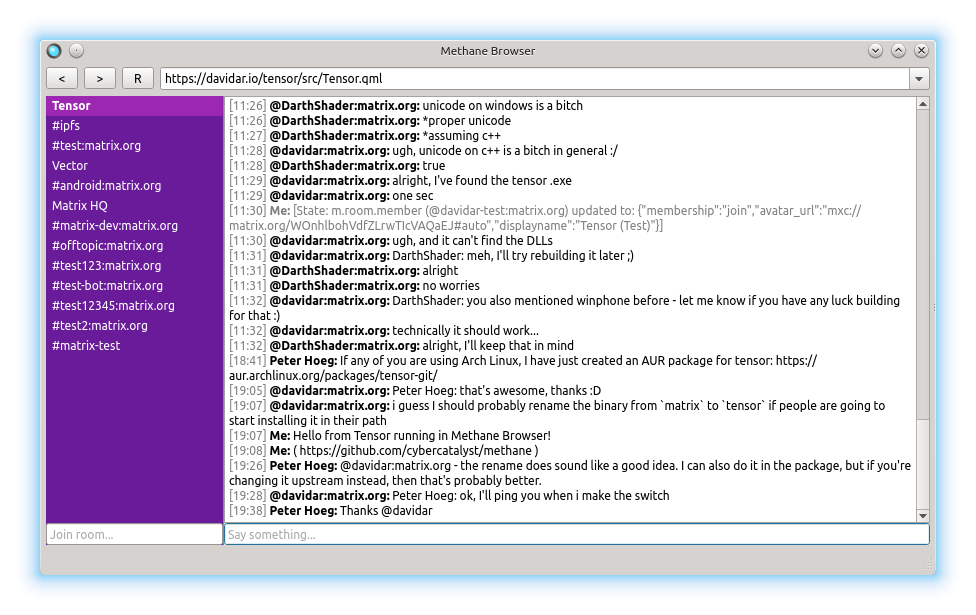 Methane Browser
<
>
R
https://davidar.io/tensor/src/Tensor.qml
Tensor
#ipfs
#test:matrix.org
Vector
#android:matrix.org
Matrix HQ
#matrix-dev:matrix.org
#offtopic:matrix.org
#test123:matrix.org
#test-bot:matrix.org
#test12345:matrix.org
#test2:matrix.org
#matrix-test
Join room...
[11:26] @DarthShader:matrix.org: unicode on windows is a bitch
[11:26] @DarthShader:matrix.org: *proper unicode
[11:27] @DarthShader:matrix.org: *assuming c++
[11:28] @davidar:matrix.org: ugh, unicode on c++ is a bitch in general :/
[11:28] @DarthShader:matrix.org: true
[11:29] @davidar:matrix.org: alright, I've found the tensor .exe
[11:29] @davidar:matrix.org: one sec
[11:30] Me: [State: m.room.member (@davidar-test:matrix.org) updated to: {"membership":"join","avatar_url":"mxc://
matrix.org/WOnhlbohVdfZLrwTIcVAQaEJ#auto","displayname":"Tensor (Test)"}]
[11:30] @davidar:matrix.org: ugh, and it can't find the DLLs
[11:31] @davidar:matrix.org: DarthShader: meh, I'll try rebuilding it later ;)
[11:31] @DarthShader:matrix.org: alright
[11:31] @DarthShader:matrix.org: no worries
[11:32] @davidar:matrix.org: DarthShader: you also mentioned winphone before - let me know if you have any luck building
for that :)
[11:32] @davidar:matrix.org: technically it should work...
[11:32] @DarthShader:matrix.org: alright, I'll keep that in mind
[18:41] Peter Hoeg: If any of you are using Arch Linux, I have just created an AUR package for tensor: https://
aur.archlinux.org/packages/tensor-git/
[19:05] @davidar:matrix.org: Peter Hoeg: that's awesome, thanks :D
[19:07] @davidar:matrix.org: i guess I should probably rename the binary from `matrix` to `tensor` if people are going to
start installing it in their path
[19:07] Me: Hello from Tensor running in Methane Browser!
[19:08] Me: ( https://github.com/cybercatalyst/methane )
[19:26] Peter Hoeg: @davidar:matrix.org - the rename does sound like a good idea. I can also do it in the package, but if you're
changing it upstream instead, then that's probably better.
[19:28] @davidar:matrix.org: Peter Hoeg: ok, I'll ping you when i make the switch
[19:38] Peter Hoeg: Thanks @davidar
Say something...